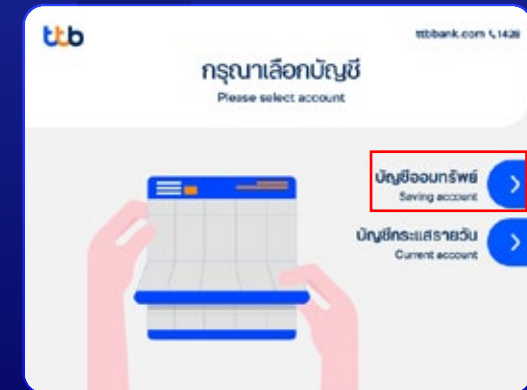 ttb
ttbbank.com 1428
กรุณาเลือกบัญชี
Please select account
บัญชีออมทรัพย์
Saving account
บัญชีกระแสรายวัน
Current account